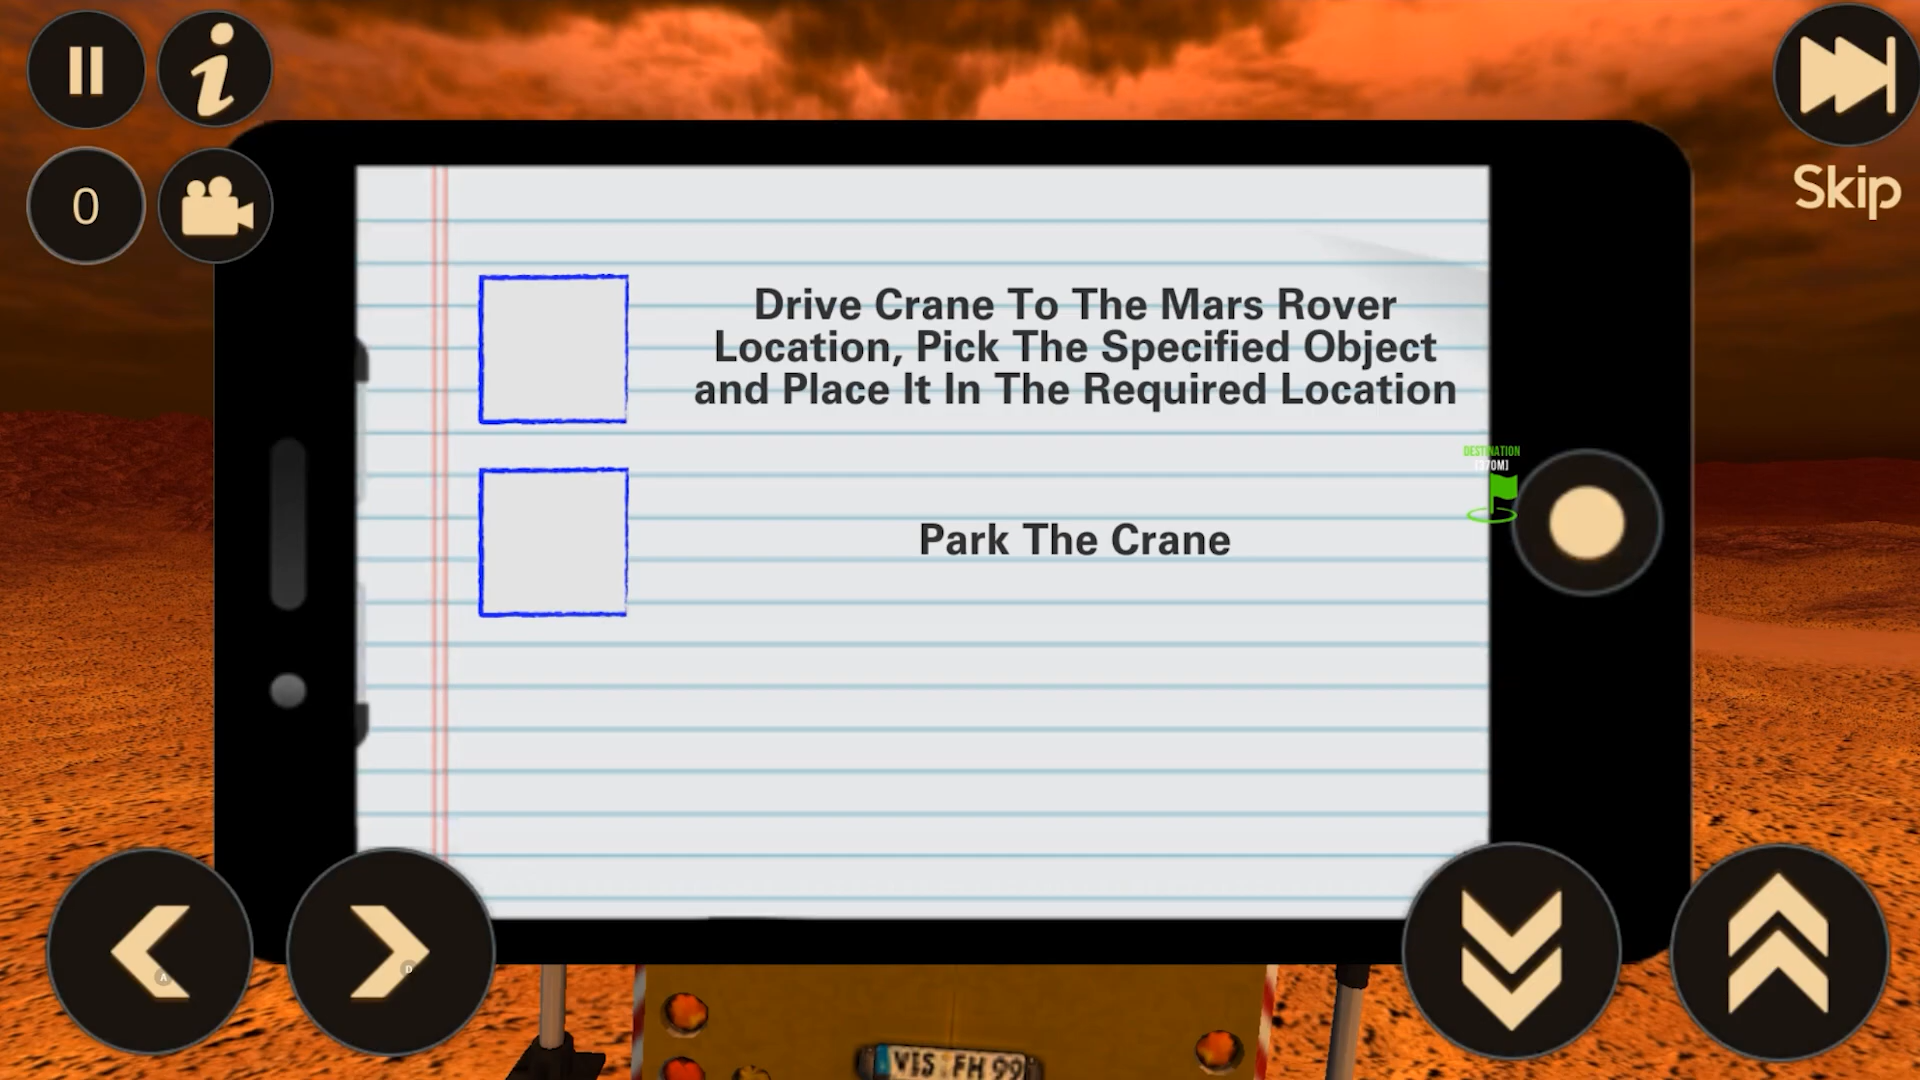 0
Skip
Drive Crane To The Mars Rover
Location, Pick The Specified Object
and Place It In The Required Location
DESTINATION
[370M]
Park The Crane
A
D
VIS FH 99